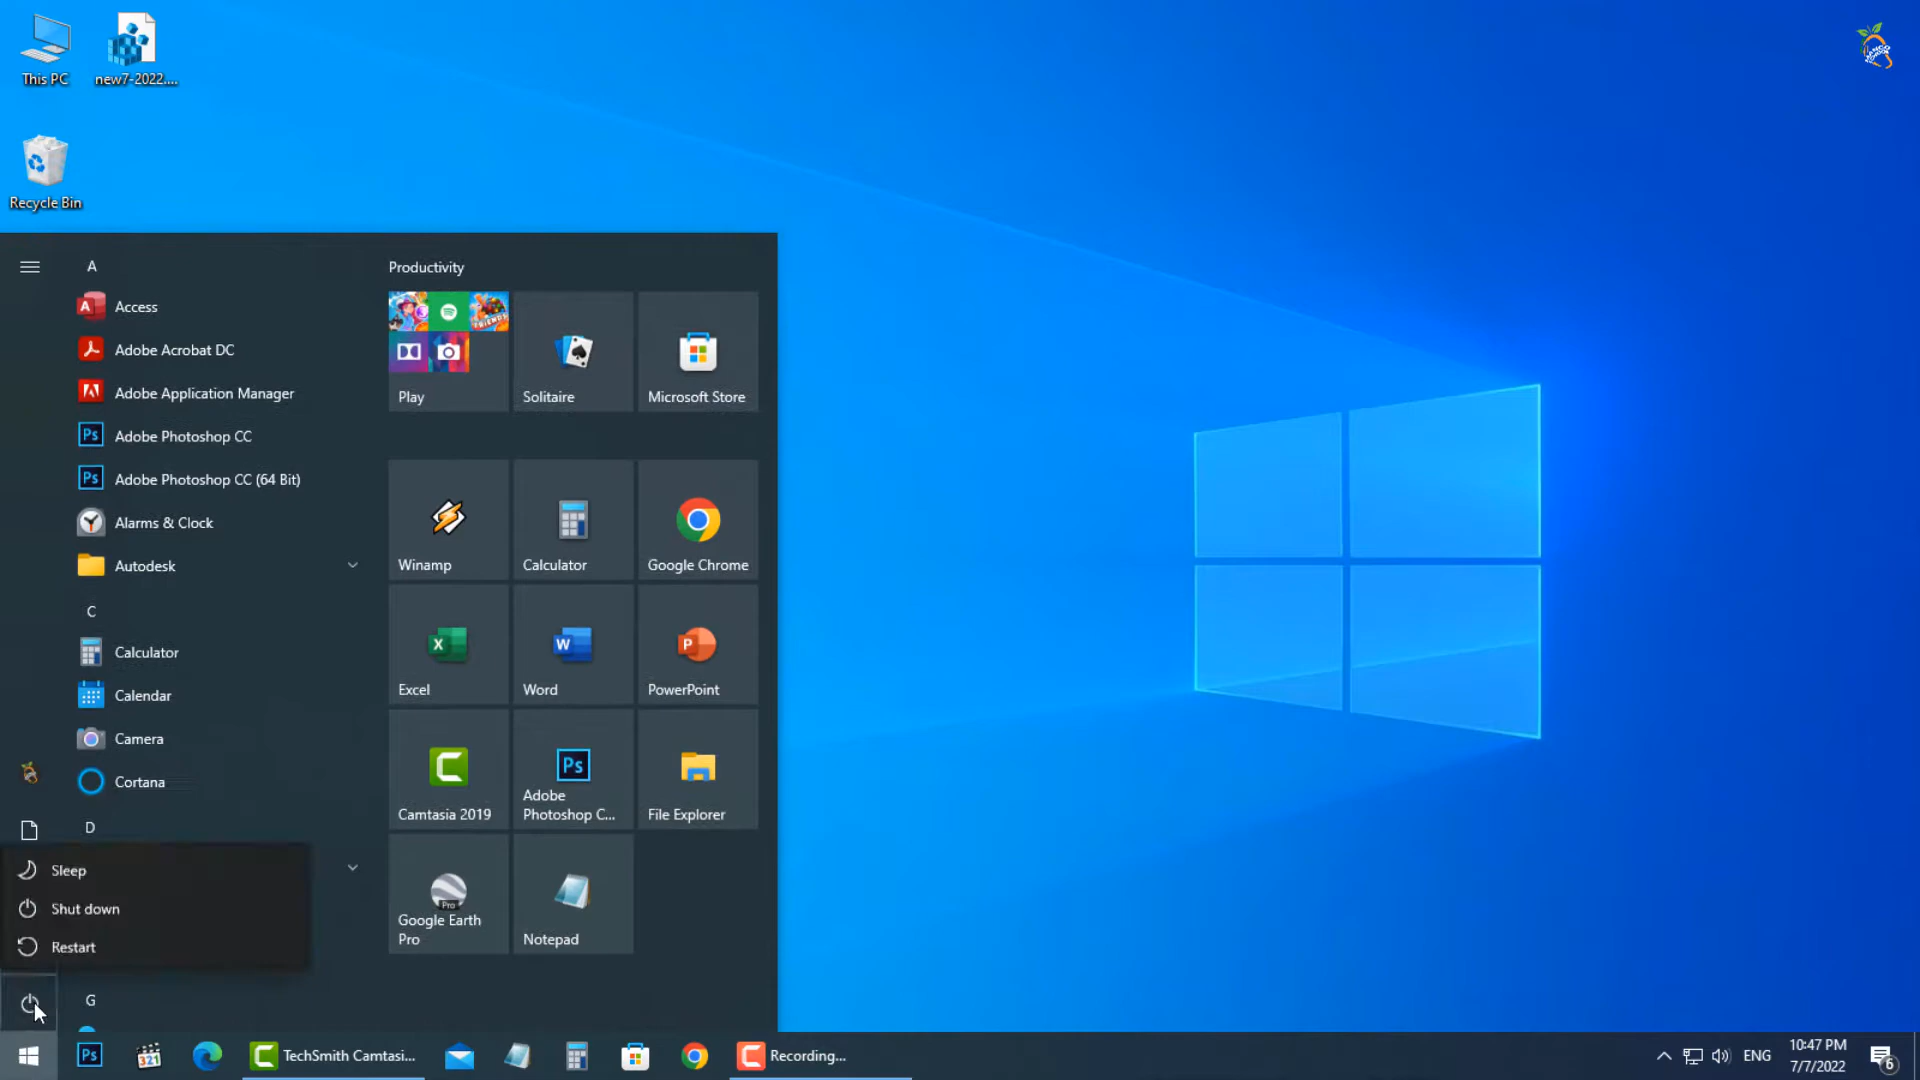 This PC
new7-2022....
Recycle Bin
A
Access
Adobe Acrobat DC
Adobe Application Manager
Adobe Photoshop CC
Adobe Photoshop CC (64 Bit)
Alarms & Clock
Autodesk
C
Calculator
Calendar
Camera
Cortana
D
Sleep
Shut down
Restart
G
Productivity
Play
Solitaire
Microsoft Store
Winamp
Calculator
Google Chrome
Excel
Word
PowerPoint
Camtasia 2019
Adobe
Photoshop C...
File Explorer
Google Earth
Pro
Notepad
TechSmith Camtasi...
Recording...
ENG
10:47 PM
7/7/2022
6